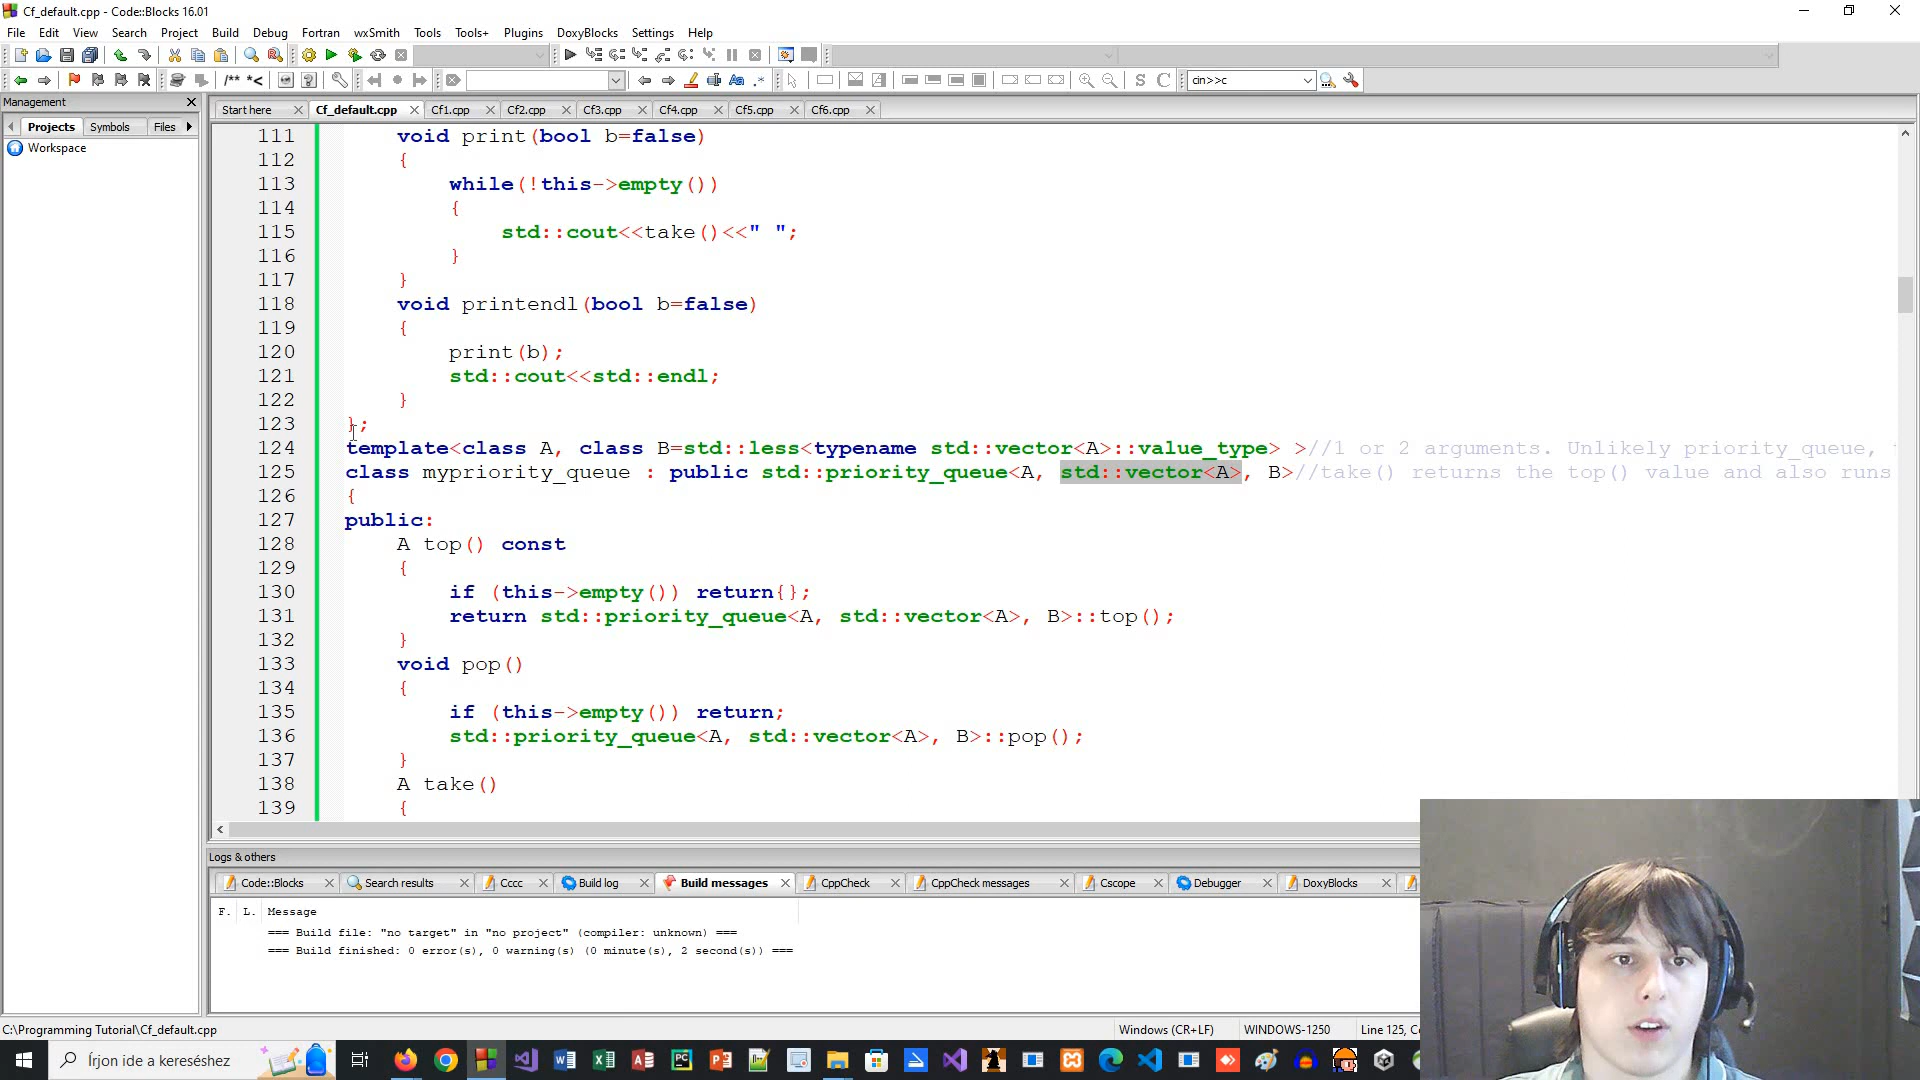 Cf_default.cpp - Code::Blocks 16.01
File Edit View Search Project Build Debug Fortran wxSmith Tools Tools+ Plugins DoxyBlocks Settings Help
/** *< cin>>c
Management
Start here Cf_default.cpp Cf1.cpp Cf2.cpp Cf3.cpp Cf4.cpp Cf5.cpp Cf6.cpp
Projects Symbols Files
Workspace
111 void print(bool b=false)
112 {
113 while(!this->empty())
114 {
115 std::cout<<take()<<" ";
116 }
117 }
118 void printendl(bool b=false)
119 {
120 print(b);
121 std::cout<<std::endl;
122 }
123 };
124 template<class A, class B=std::less<typename std::vector<A>::value_type> >//1 or 2 arguments. Unlikely priority_queue,
125 class mypriority_queue : public std::priority_queue<A, std::vector<A>, B>//take() returns the top() value and also runs
126 {
127 public:
128 A top() const
129 {
130 if (this->empty()) return{};
131 return std::priority_queue<A, std::vector<A>, B>::top();
132 }
133 void pop()
134 {
135 if (this->empty()) return;
136 std::priority_queue<A, std::vector<A>, B>::pop();
137 }
138 A take()
139 {
Logs & others
Code::Blocks Search results Cccc Build log Build messages CppCheck CppCheck messages Cscope Debugger DoxyBlocks
F. L. Message
=== Build file: "no target" in "no project" (compiler: unknown) ===
=== Build finished: 0 error(s), 0 warning(s) (0 minute(s), 2 second(s)) ===
C:\Programming Tutorial\Cf_default.cpp Windows (CR+LF) WINDOWS-1250 Line 125, C
Írjon ide a kereséshez